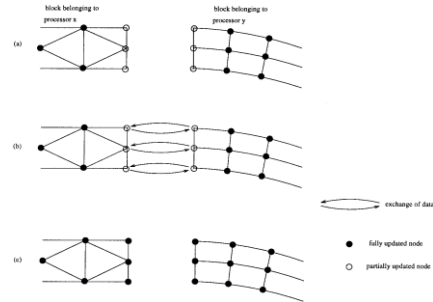 block belonging to
processor x
block belonging to
processor y
(a)
(b)
exchange of data
fully updated node
(c)
partially updated node